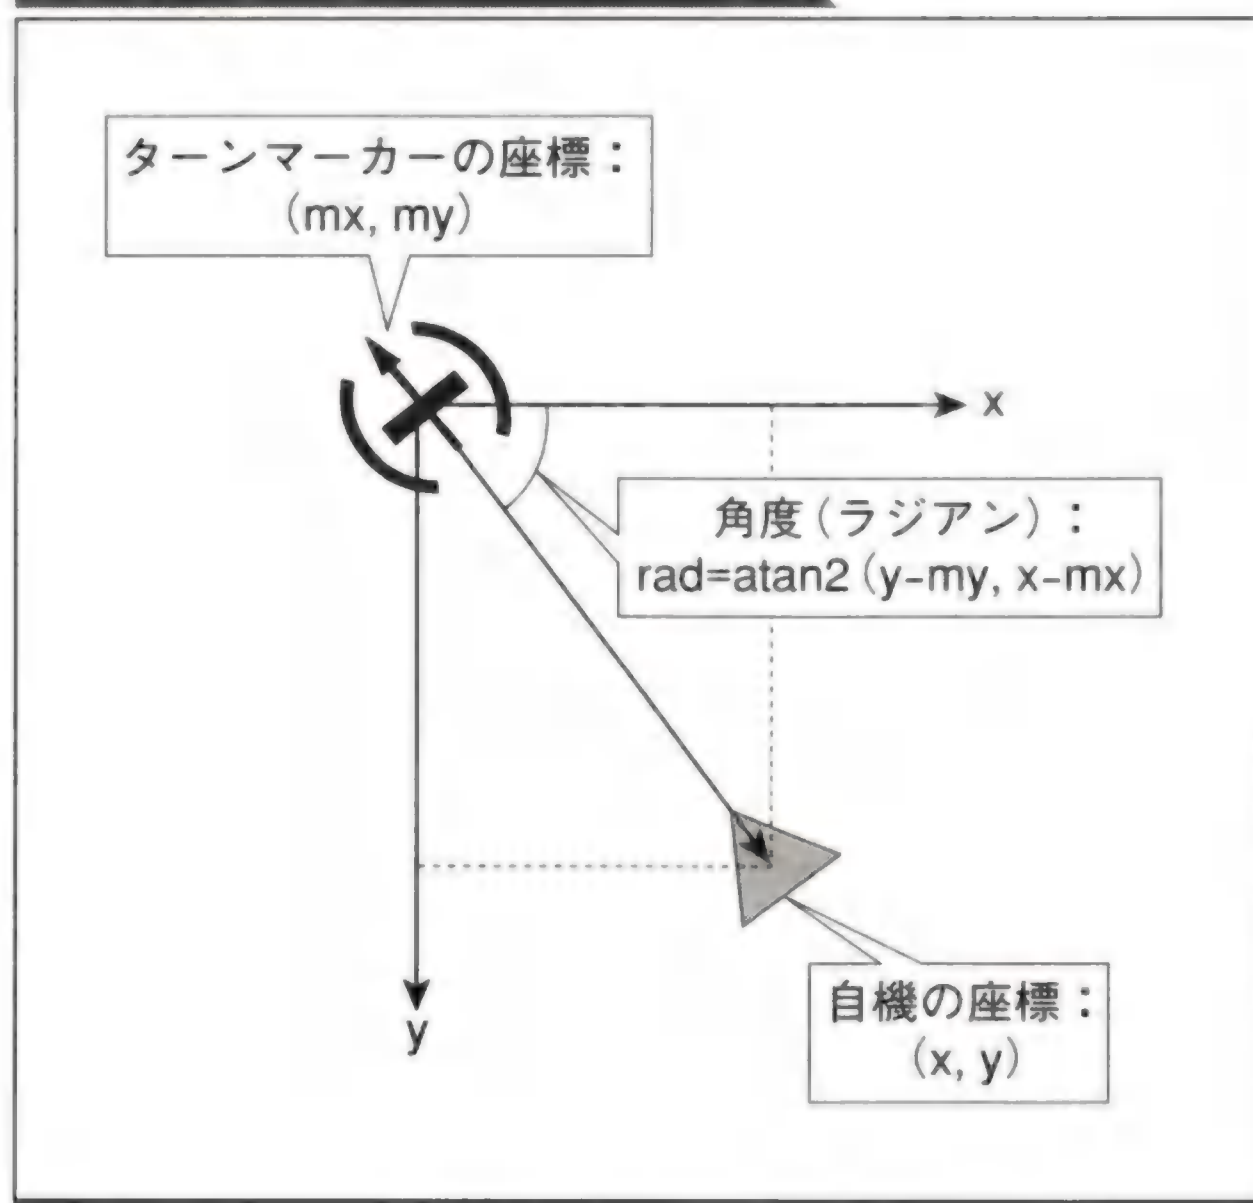 ターンマーカーの座標：
(mx, my)
x
角度(ラジアン)：
rad=atan2(y-my, x-mx)
y
自機の座標：
(x, y)